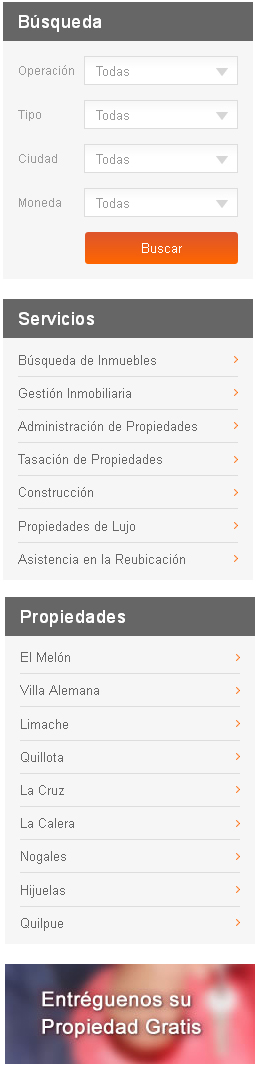 Búsqueda
Operación Todas
Tipo Todas
Ciudad Todas
Moneda Todas
Buscar
Servicios
Búsqueda de Inmuebles
Gestión Inmobiliaria
Administración de Propiedades
Tasación de Propiedades
Construcción
Propiedades de Lujo
Asistencia en la Reubicación
Propiedades
El Melón
Villa Alemana
Limache
Quillota
La Cruz
La Calera
Nogales
Hijuelas
Quilpue
Entréguenos su
Propiedad Gratis